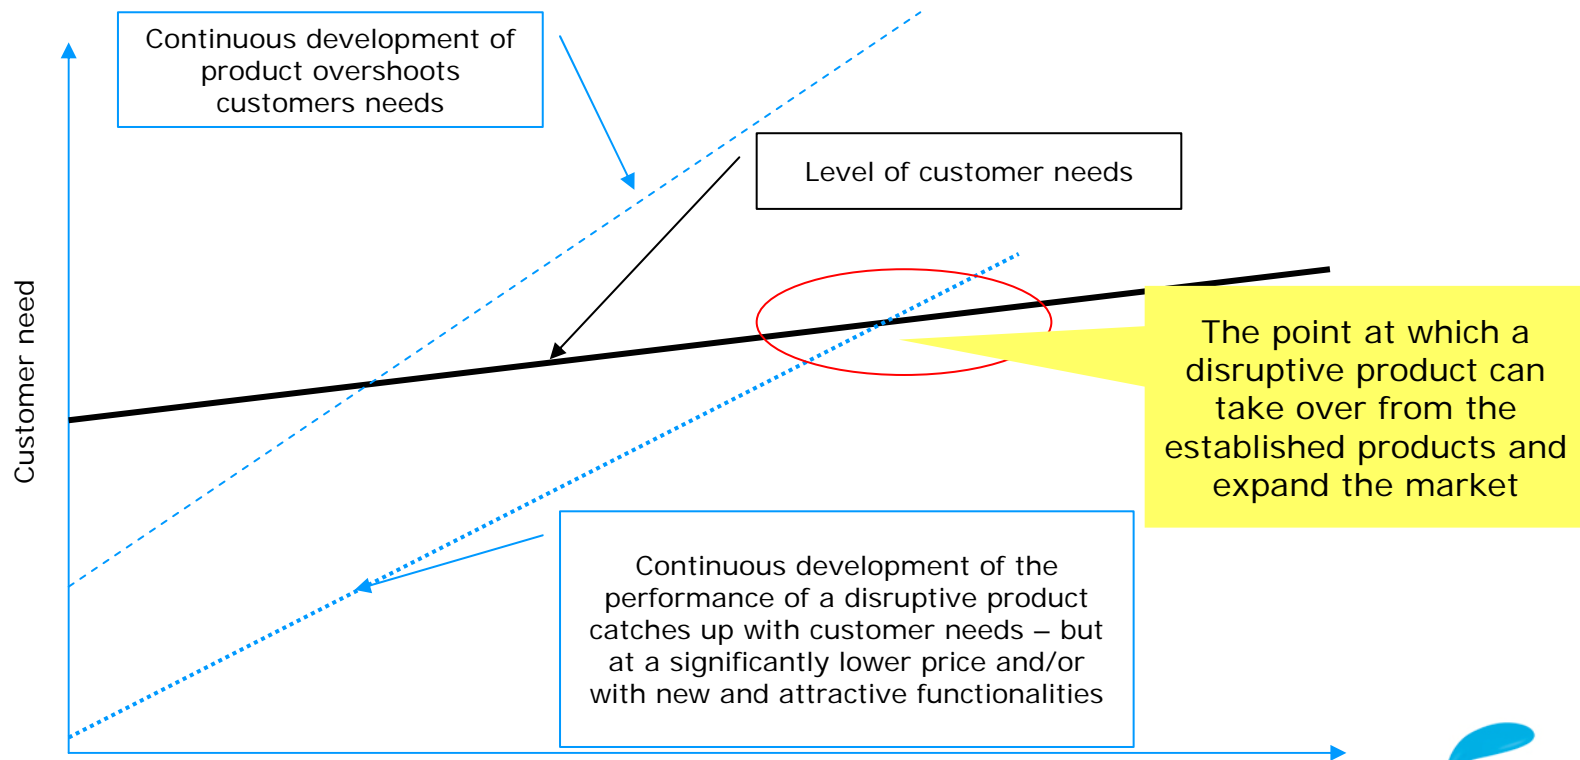 Continuous development of
product overshoots
customers needs
Level of customer needs
Customer need
The point at which a
disruptive product can
take over from the
established products and
expand the market
Continuous development of the
performance of a disruptive product
catches up with customer needs – but
at a significantly lower price and/or
with new and attractive functionalities